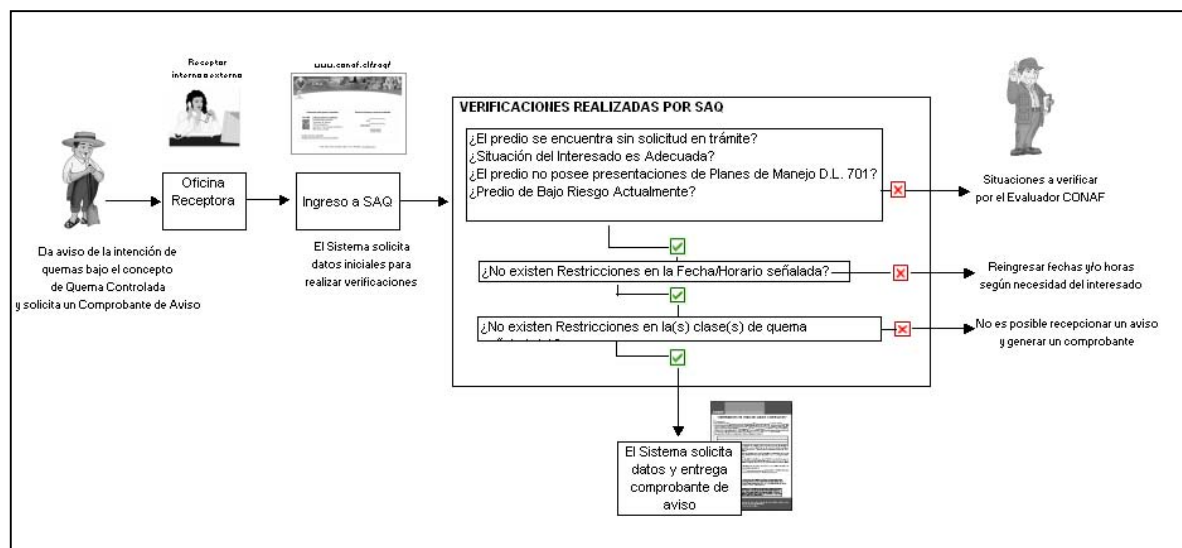 Receptor
interno externo
www.conaf.cl/saq/
VERIFICACIONES REALIZADAS POR SAQ
¿El predio se encuentra sin solicitud en trámite?
¿Situación del Interesado es Adecuada?
¿El predio no posee presentaciones de Planes de Manejo D.L. 701?
¿Predio de Bajo Riesgo Actualmente?
Oficina
Receptora
Ingreso a SAQ
Situaciones a verificar
por el Evaluador CONAF
Da aviso de la intención de
quemas bajo el concepto
de Quema Controlada
y solicita un Comprobante de Aviso
El Sistema solicita
datos iniciales para
realizar verificaciones
¿No existen Restricciones en la Fecha/Horario señalada?
Reingresar fechas y/o horas
según necesidad del interesado
¿No existen Restricciones en la(s) clase(s) de quema
No es posible recepcionar un aviso
y generar un comprobante
El Sistema solicita
datos y entrega
comprobante de
aviso